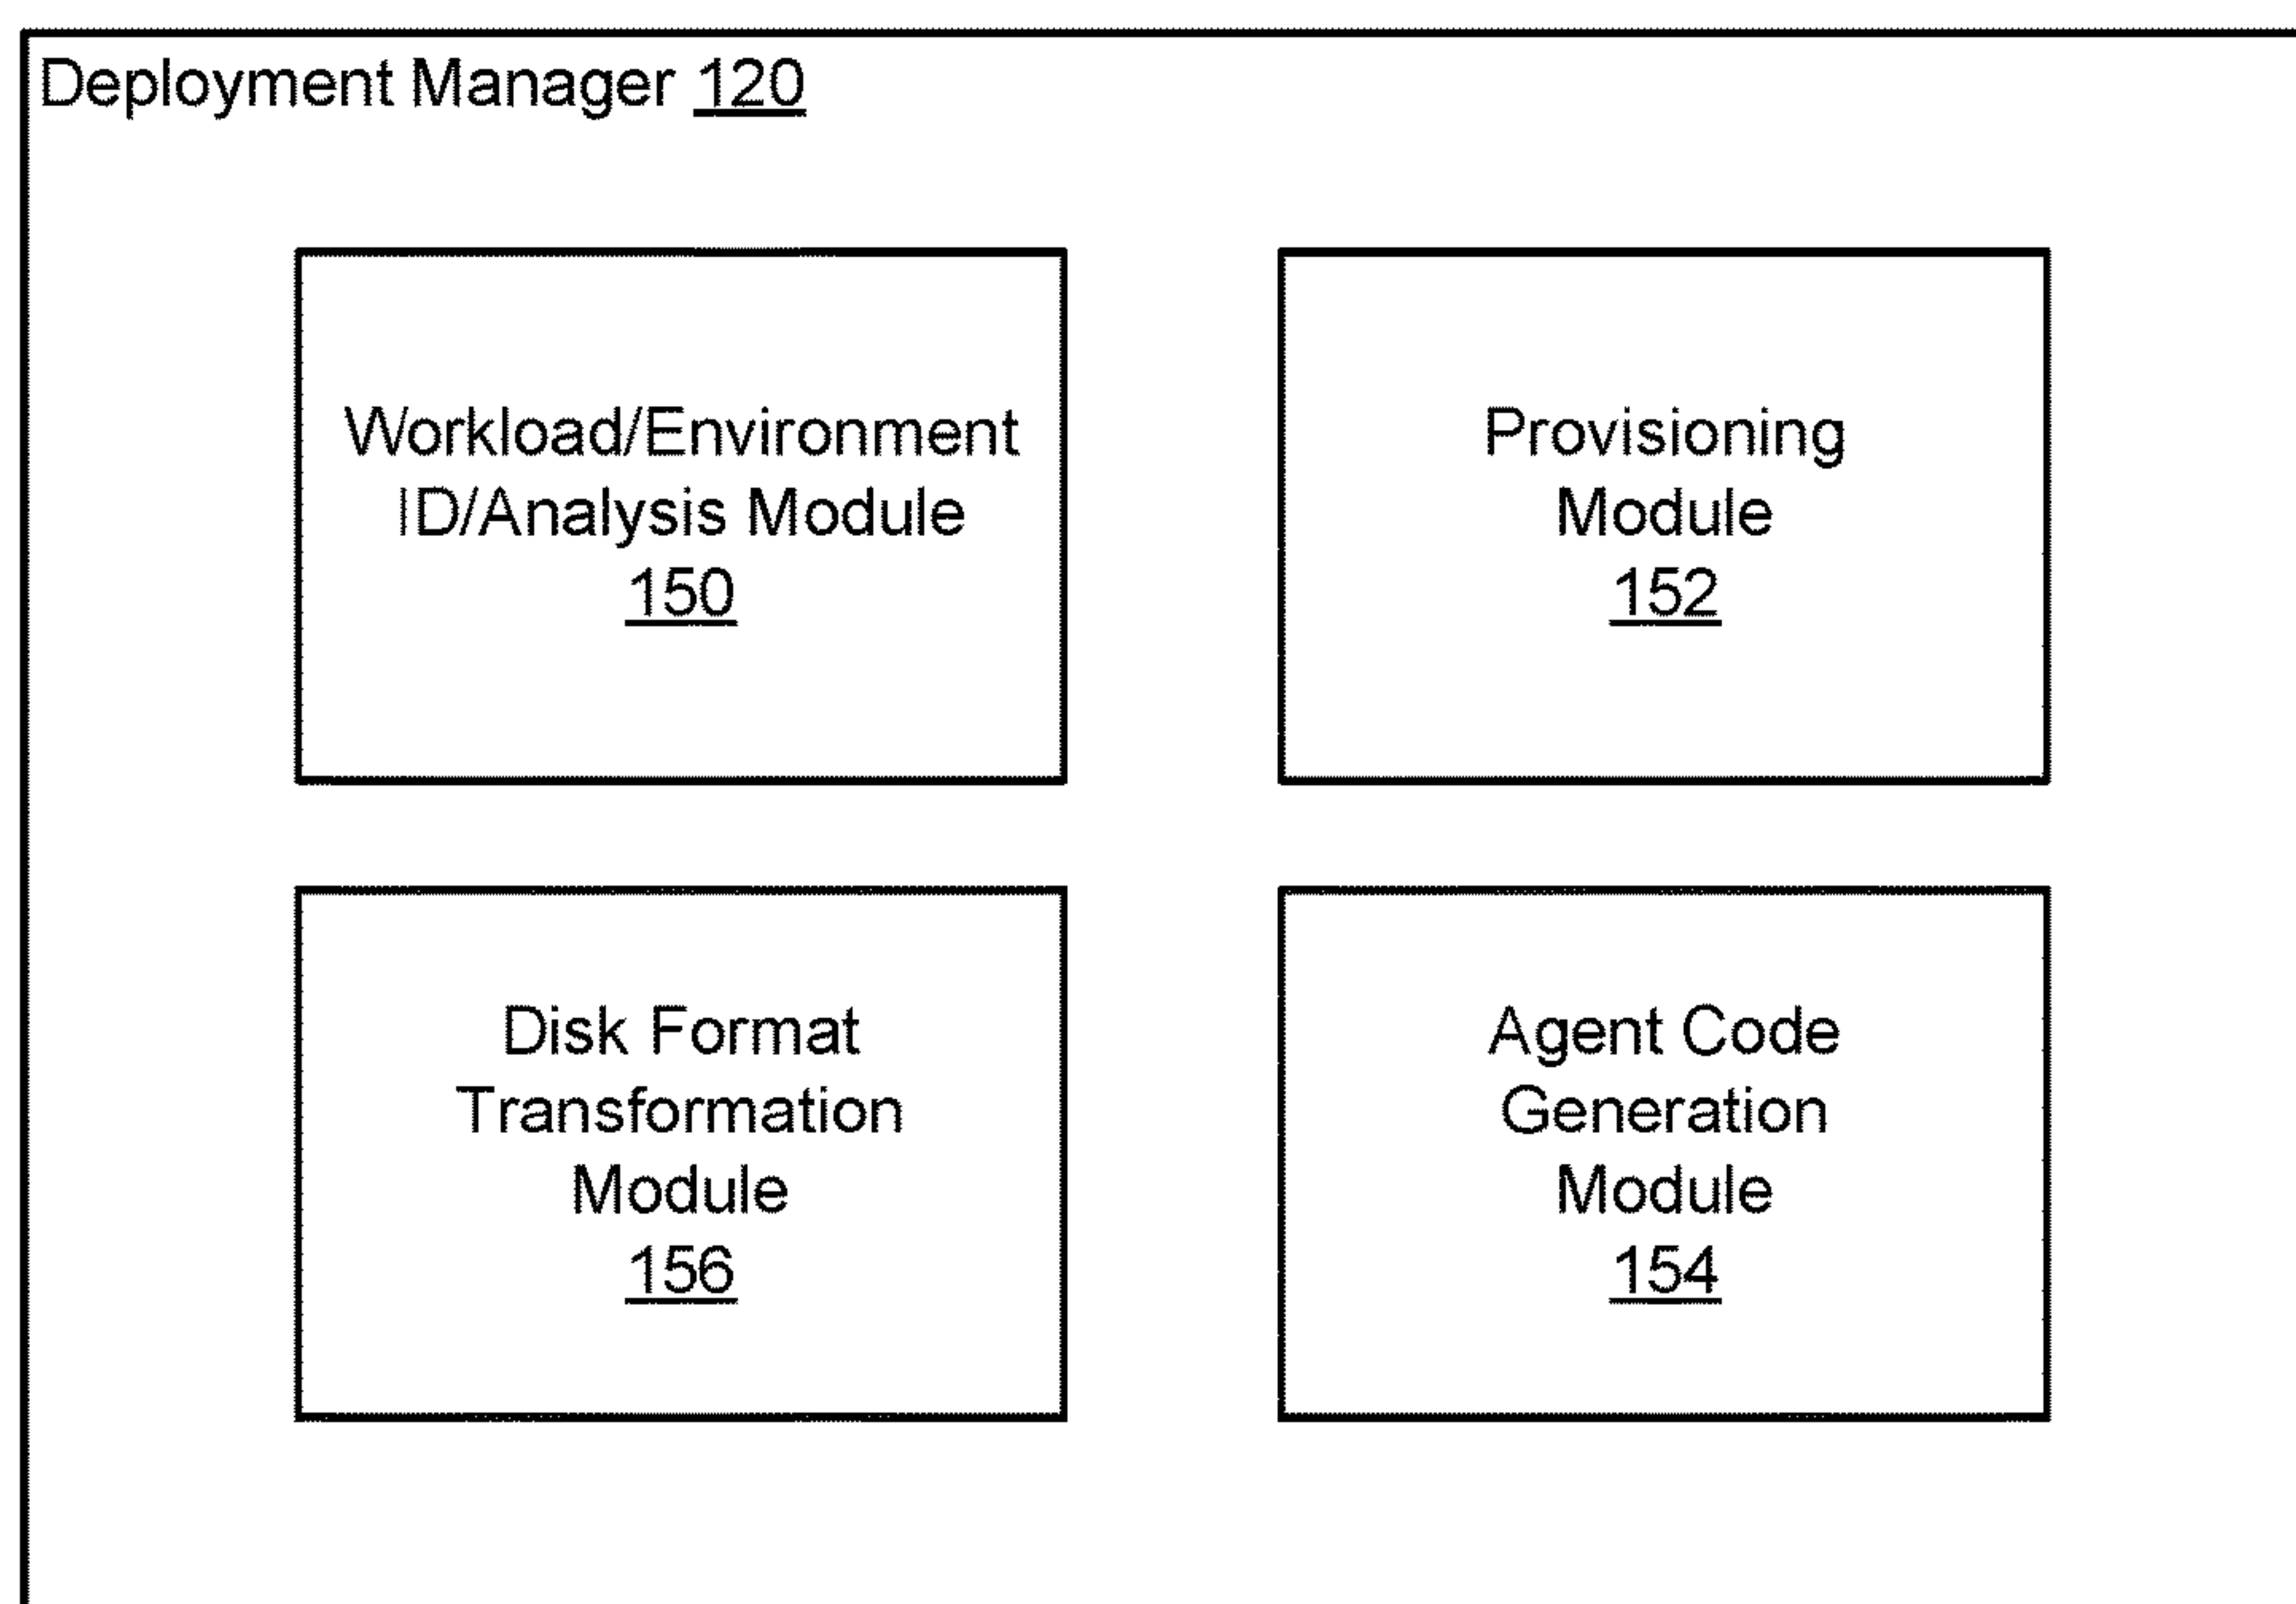 Deployment Manager 120
Workload/Environment
ID/Analysis Module
150
Provisioning
Module
152
Disk Format
Transformation
Module
156
Agent Code
Generation
Module
154